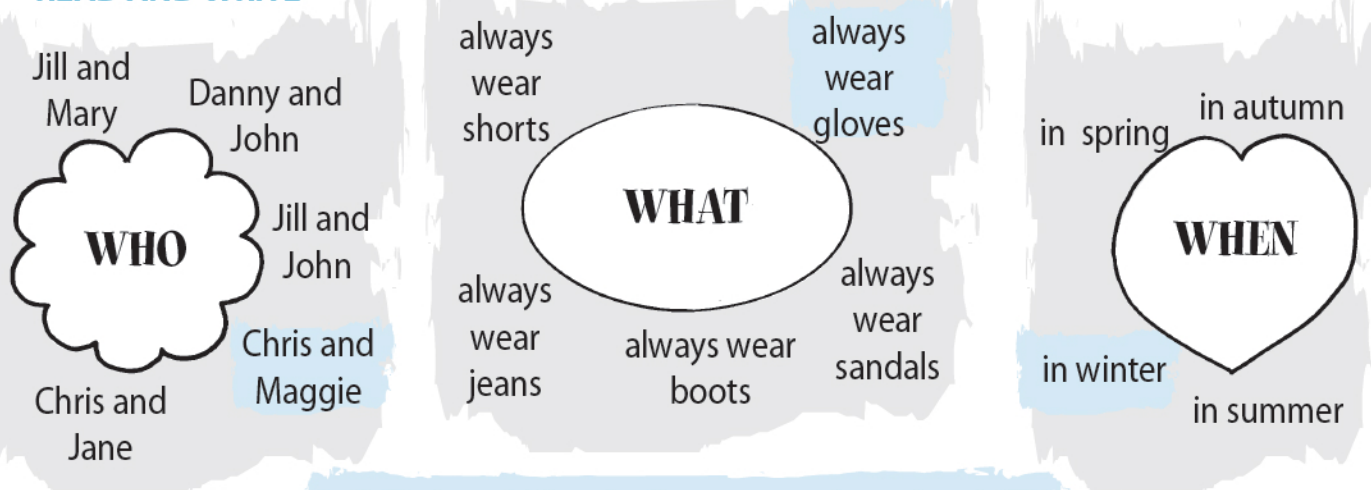 Jill and
Mary
Danny and
John
WHO
Jill and
John
Chris and
Maggie
Chris and
Jane
always
wear
shorts
always
wear
gloves
WHAT
always
wear
jeans
always wear
boots
always
wear
sandals
in spring
in autumn
WHEN
in winter
in summer